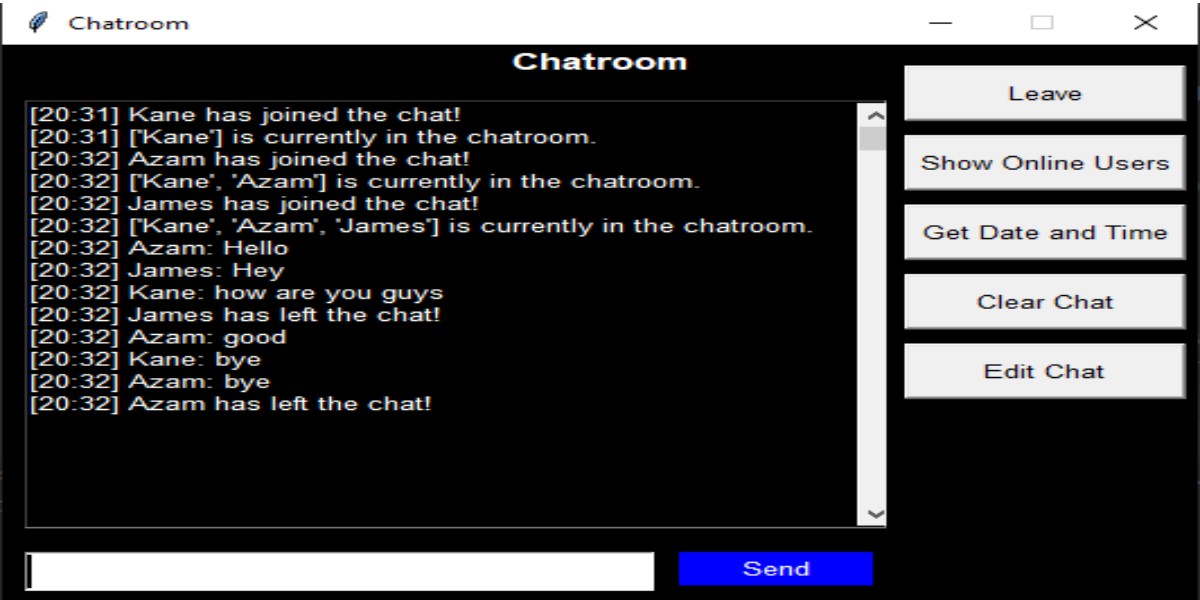 Chatroom
Chatroom
[20:31] Kane has joined the chat!
[20:31] ['Kane'] is currently in the chatroom.
[20:32] Azam has joined the chat!
[20:32] ['Kane', 'Azam'] is currently in the chatroom.
[20:32] James has joined the chat!
[20:32] ['Kane', 'Azam', 'James'] is currently in the chatroom.
[20:32] Azam: Hello
[20:32] James: Hey
[20:32] Kane: how are you guys
[20:32] James has left the chat!
[20:32] Azam: good
[20:32] Kane: bye
[20:32] Azam: bye
[20:32] Azam has left the chat!
Send
Leave
Show Online Users
Get Date and Time
Clear Chat
Edit Chat